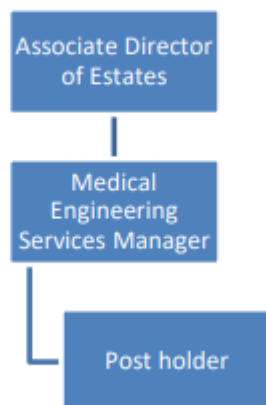 Associate Director
of Estates
Medical
Engineering
Services Manager
Post holder